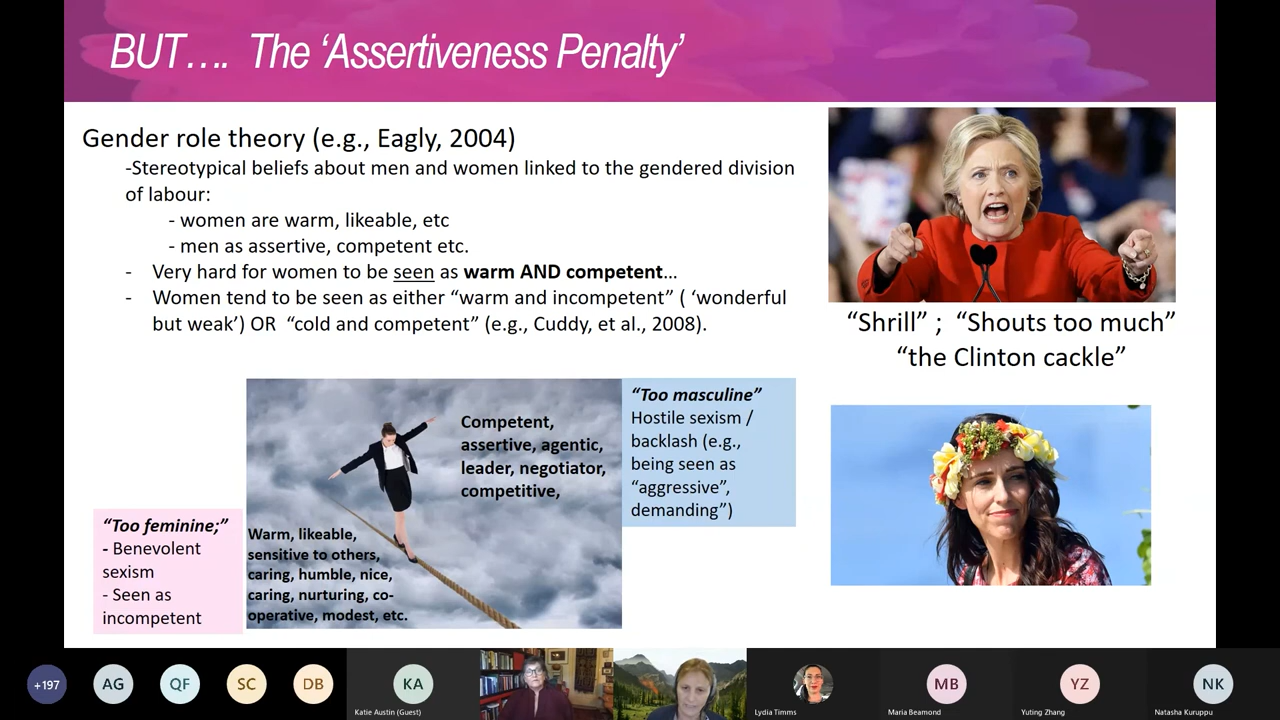 BUT…. The ‘Assertiveness Penalty’
Gender role theory (e.g., Eagly, 2004)
-Stereotypical beliefs about men and women linked to the gendered division
of labour:
- women are warm, likeable, etc
- men as assertive, competent etc.
- Very hard for women to be seen as warm AND competent…
- Women tend to be seen as either “warm and incompetent” ( ‘wonderful
but weak’) OR “cold and competent” (e.g., Cuddy, et al., 2008).
“Shrill” ; “Shouts too much”
“the Clinton cackle”
“Too masculine”
Hostile sexism /
backlash (e.g.,
being seen as
“aggressive”,
demanding”)
Competent,
assertive, agentic,
leader, negotiator,
competitive,
“Too feminine;”
- Benevolent
sexism
- Seen as
incompetent
Warm, likeable,
sensitive to others,
caring, humble, nice,
caring, nurturing, co-
operative, modest, etc.
+197
AG
QF
SC
DB
KA
Katie Austin (Guest)
Lydia Timms
MB
Maria Beamond
YZ
Yuting Zhang
NK
Natasha Kuruppu